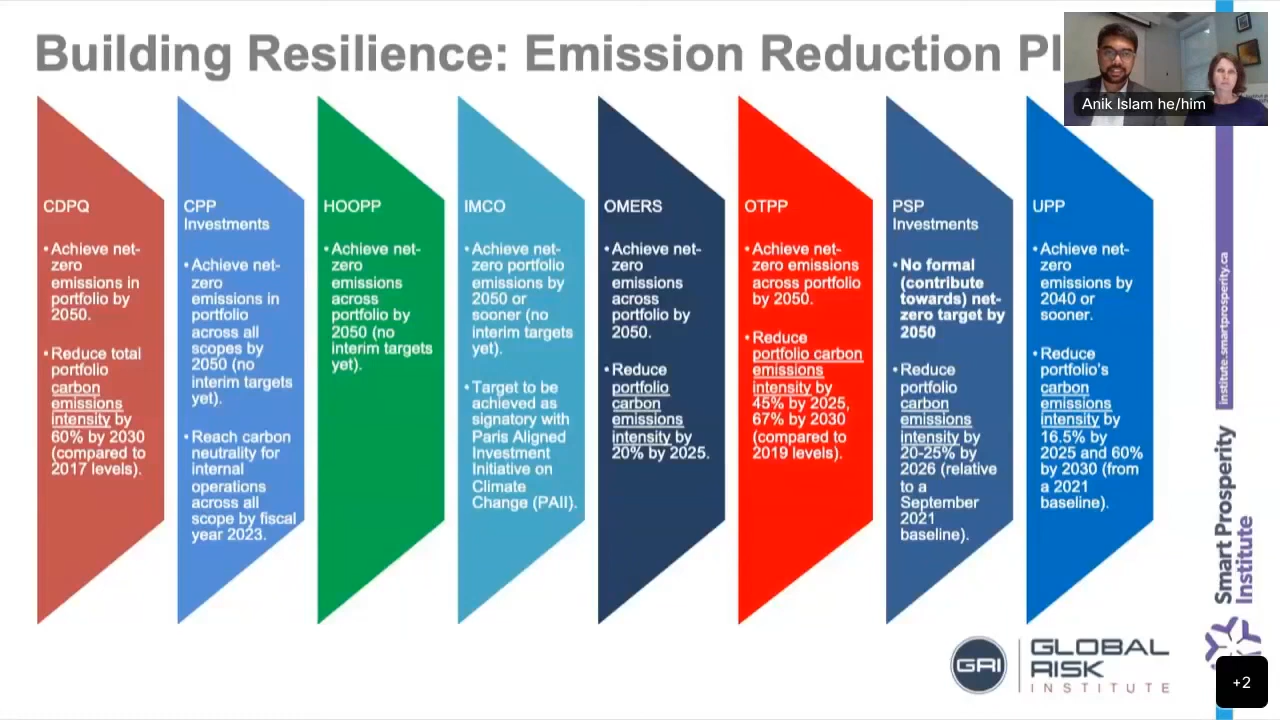 Building Resilience: Emission Reduction Pl
Anik Islam he/him
CDPQ
•Achieve net-
zero
emissions in
portfolio by
2050.
•Reduce total
portfolio
carbon
emissions
intensity by
60% by 2030
(compared to
2017 levels).
CPP
Investments
•Achieve net-
zero
emissions in
portfolio
across all
scopes by
2050 (no
interim targets
yet).
•Reach carbon
neutrality for
internal
operations
across all
scope by fiscal
year 2023.
HOOPP
•Achieve net-
zero
emissions
across
portfolio by
2050 (no
interim targets
yet).
IMCO
•Achieve net-
zero portfolio
emissions by
2050 or
sooner (no
interim targets
yet).
•Target to be
achieved as
signatory with
Paris Aligned
Investment
Initiative on
Climate
Change (PAII).
OMERS
•Achieve net-
zero
emissions
across
portfolio by
2050.
•Reduce
portfolio
carbon
emissions
intensity by
20% by 2025.
OTPP
•Achieve net-
zero emissions
across portfolio
by 2050.
•Reduce
portfolio carbon
emissions
intensity by
45% by 2025,
67% by 2030
(compared to
2019 levels).
PSP
Investments
•No formal
(contribute
towards) net-
zero target by
2050
•Reduce
portfolio
carbon
emissions
intensity by
20-25% by
2026 (relative
to a
September
2021
baseline).
UPP
•Achieve net-
zero
emissions by
2040 or
sooner.
•Reduce
portfolio's
carbon
emissions
intensity by
16.5% by
2025 and 60%
by 2030 (from
a 2021
baseline).
institute.smartprosperity.ca
Smart Prosperity
Institute
GRI
GLOBAL
RISK
INSTITUTE
+2